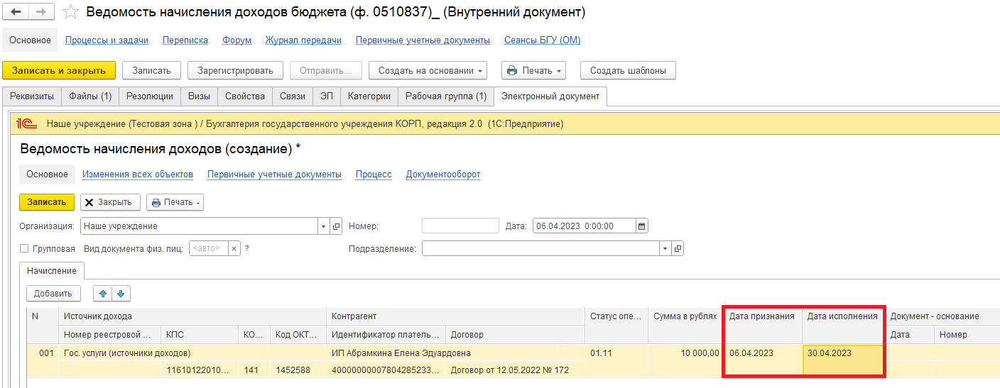 Ведомость начисления доходов бюджета (ф. 0510837)_ (Внутренний документ)
Основное Процессы и задачи Переписка Форум Журнал передачи Первичные учетные документы Сеансы БГУ (ОМ)
Записать и закрыть Записать Зарегистрировать Отправить... Создать на основании Печать Создать шаблоны
Реквизиты Файлы (1) Резолюции Визы Свойства Связи ЭП Категории Рабочая группа (1) Электронный документ
1С Наше учреждение (Тестовая зона ) / Бухгалтерия государственного учреждения КОРП, редакция 2.0 (1С:Предприятие)
Ведомость начисления доходов (создание) *
Основное Изменения всех объектов Первичные учетные документы Процесс Документооборот
Записать Закрыть Печать
Организация: Наше учреждение Номер: Дата: 06.04.2023 0:00:00
Групповая Вид документа физ. лиц: <авто> × ? Подразделение:
Начисление
Добавить
N Источник дохода Контрагент Статус опе... Сумма в рублях Дата признания Дата исполнения Документ - основание
Номер реестровой ... КПС КО... Код ОКТ... Идентификатор платель... Договор Дата Номер
001 Гос. услуги (источники доходов) ИП Абрамкина Елена Эдуардовна 01.11 10 000,00 06.04.2023 30.04.2023
11610122010... 141 1452588 40000000007804285233... Договор от 12.05.2022 № 172